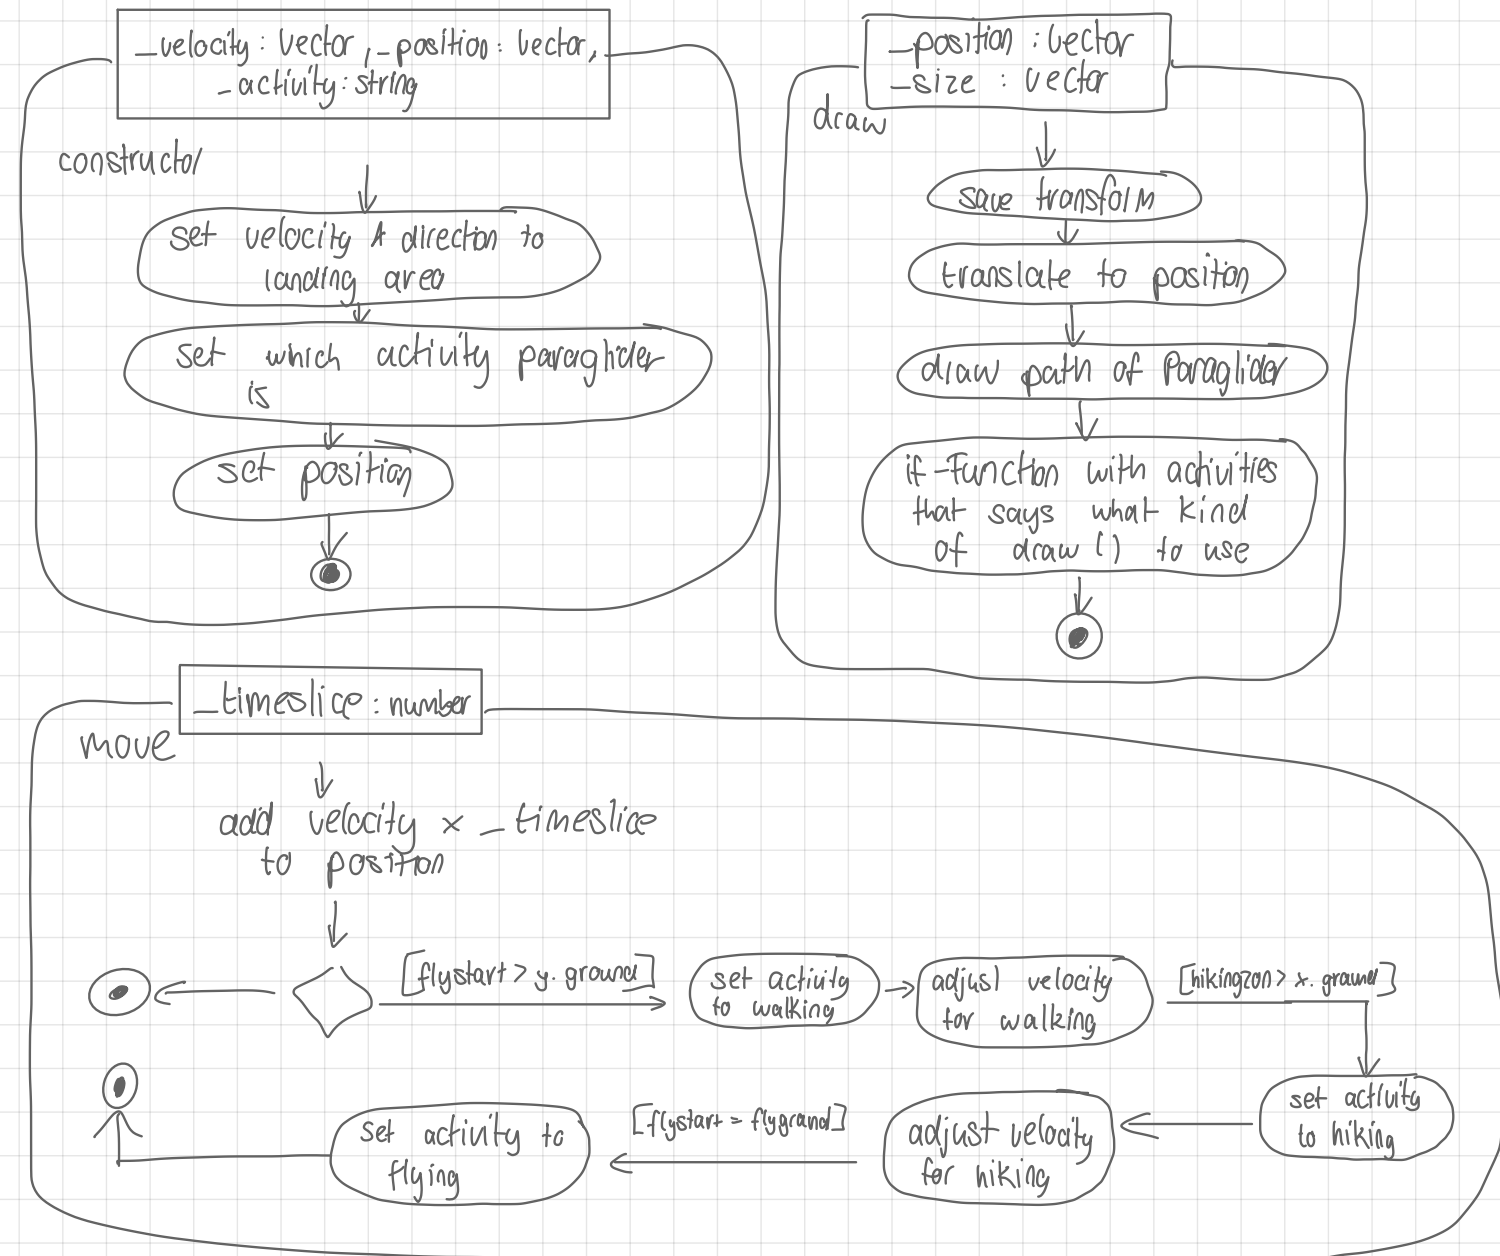 _velocity : Vector, _position : Vector,
_activity : string
constructor
set velocity & direction to
landing area
set which activity paraglider
is
set position
_position : vector
_size : vector
draw
save transform
translate to position
draw path of Paraglider
if-Function with activities
that says what kind
of draw () to use
_timeslice : number
move
add velocity x _timeslice
to position
[flystart > y. ground]
set activity
to walking
adjust velocity
for walking
[hikingzon > x. ground]
set activity
to hiking
adjust velocity
for hiking
[flystart = flyground]
set activity to
flying